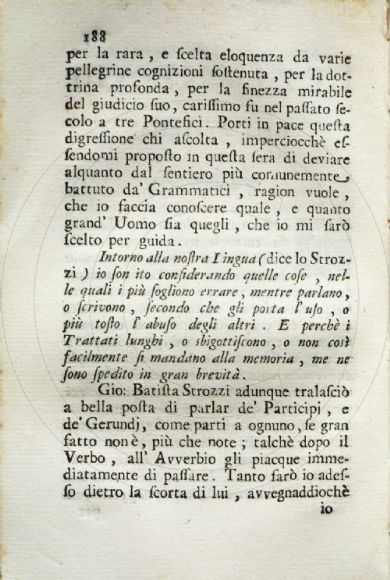 188
per la rara , e ſcelta eloquenza da varie
pellegrine cognizioni ſoſtenuta , per la dot-
trina profonda , per la finezza mirabile
del giudicio ſuo, cariſſimo fu nel paſſato ſe-
colo a tre Pontefici. Porti in pace queſta
digreſſione chi aſcolta , imperciocchè eſ-
ſendomi propoſto in queſta ſera di deviare
alquanto dal ſentiero più comunemente
battuto da' Grammatici , ragion vuole ,
che io faccia conoſcere quale , e quanto
grand' Uomo ſia quegli , che io mi ſarò
ſcelto per guida .
Intorno alla noſtra Lingua ( dice lo Stroz-
zi ) io ſon ito conſiderando quelle coſe , nel-
le quali i più ſogliono errare, mentre parlano,
o ſcrivono , ſecondo che gli porta l' uſo , o
più toſto l' abuſo degli altri . E perchè i
Trattati lunghi , o sbigottiſcono , o non così
facilmente ſi mandano alla memoria , me ne
ſono ſpedito in gran brevità .
Gio: Batiſta Strozzi adunque tralaſciò
a bella poſta di parlar de' Participj , e
de' Gerundj, come parti a ognuno, ſe gran
fatto non è, più che note ; talchè dopo il
Verbo , all' Avverbio gli piacque imme-
diatamente di paſſare. Tanto farò io adeſ-
ſo dietro la ſcorta di lui , avvegnaddiochè
io